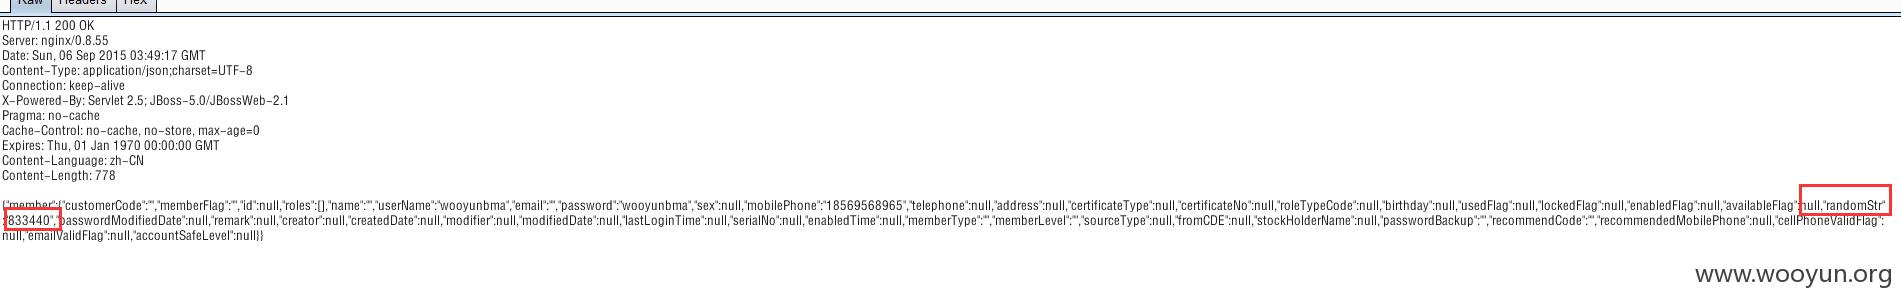 Raw Headers Hex
HTTP/1.1 200 OK
Server: nginx/0.8.55
Date: Sun, 06 Sep 2015 03:49:17 GMT
Content-Type: application/json;charset=UTF-8
Connection: keep-alive
X-Powered-By: Servlet 2.5; JBoss-5.0/JBossWeb-2.1
Pragma: no-cache
Cache-Control: no-cache, no-store, max-age=0
Expires: Thu, 01 Jan 1970 00:00:00 GMT
Content-Language: zh-CN
Content-Length: 778
{"member":{"customerCode":"","memberFlag":"","id":null,"roles":[],"name":"","userName":"wooyunbma","email":"","password":"wooyunbma","sex":null,"mobilePhone":"18569568965","telephone":null,"address":null,"certificateType":null,"certificateNo":null,"roleTypeCode":null,"birthday":null,"usedFlag":null,"lockedFlag":null,"enabledFlag":null,"availableFlag":null,"randomStr"
:"833440","passwordModifiedDate":null,"remark":null,"creator":null,"createdDate":null,"modifier":null,"modifiedDate":null,"lastLoginTime":null,"serialNo":null,"enabledTime":null,"memberType":"","memberLevel":"","sourceType":null,"fromCDE":null,"stockHolderName":null,"passwordBackup":"","recommendCode":"","recommendedMobilePhone":null,"cellPhoneValidFlag":
null,"emailValidFlag":null,"accountSafeLevel":null}}
www.wooyun.org